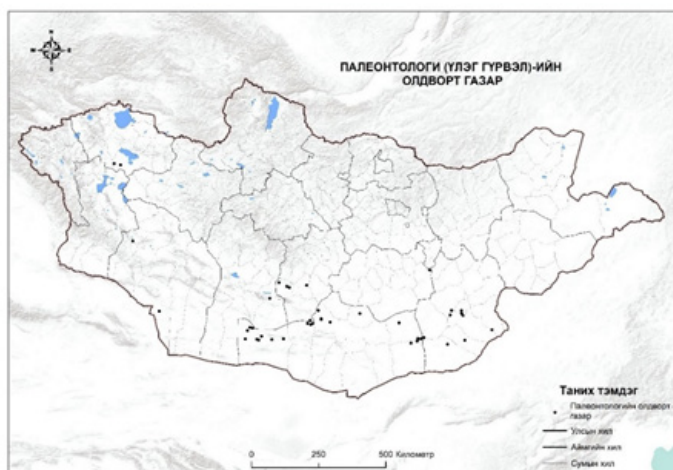 ПАЛЕОНТОЛОГИ (ҮЛЭГ ГҮРВЭЛ)-ИЙН
ОЛДВОРТ ГАЗАР
N
W
E
S
Таних тэмдэг
Палеонтологийн олдворт
газар
Улсын хил
Аймгийн хил
Сумын хил
0 250 500 Километр